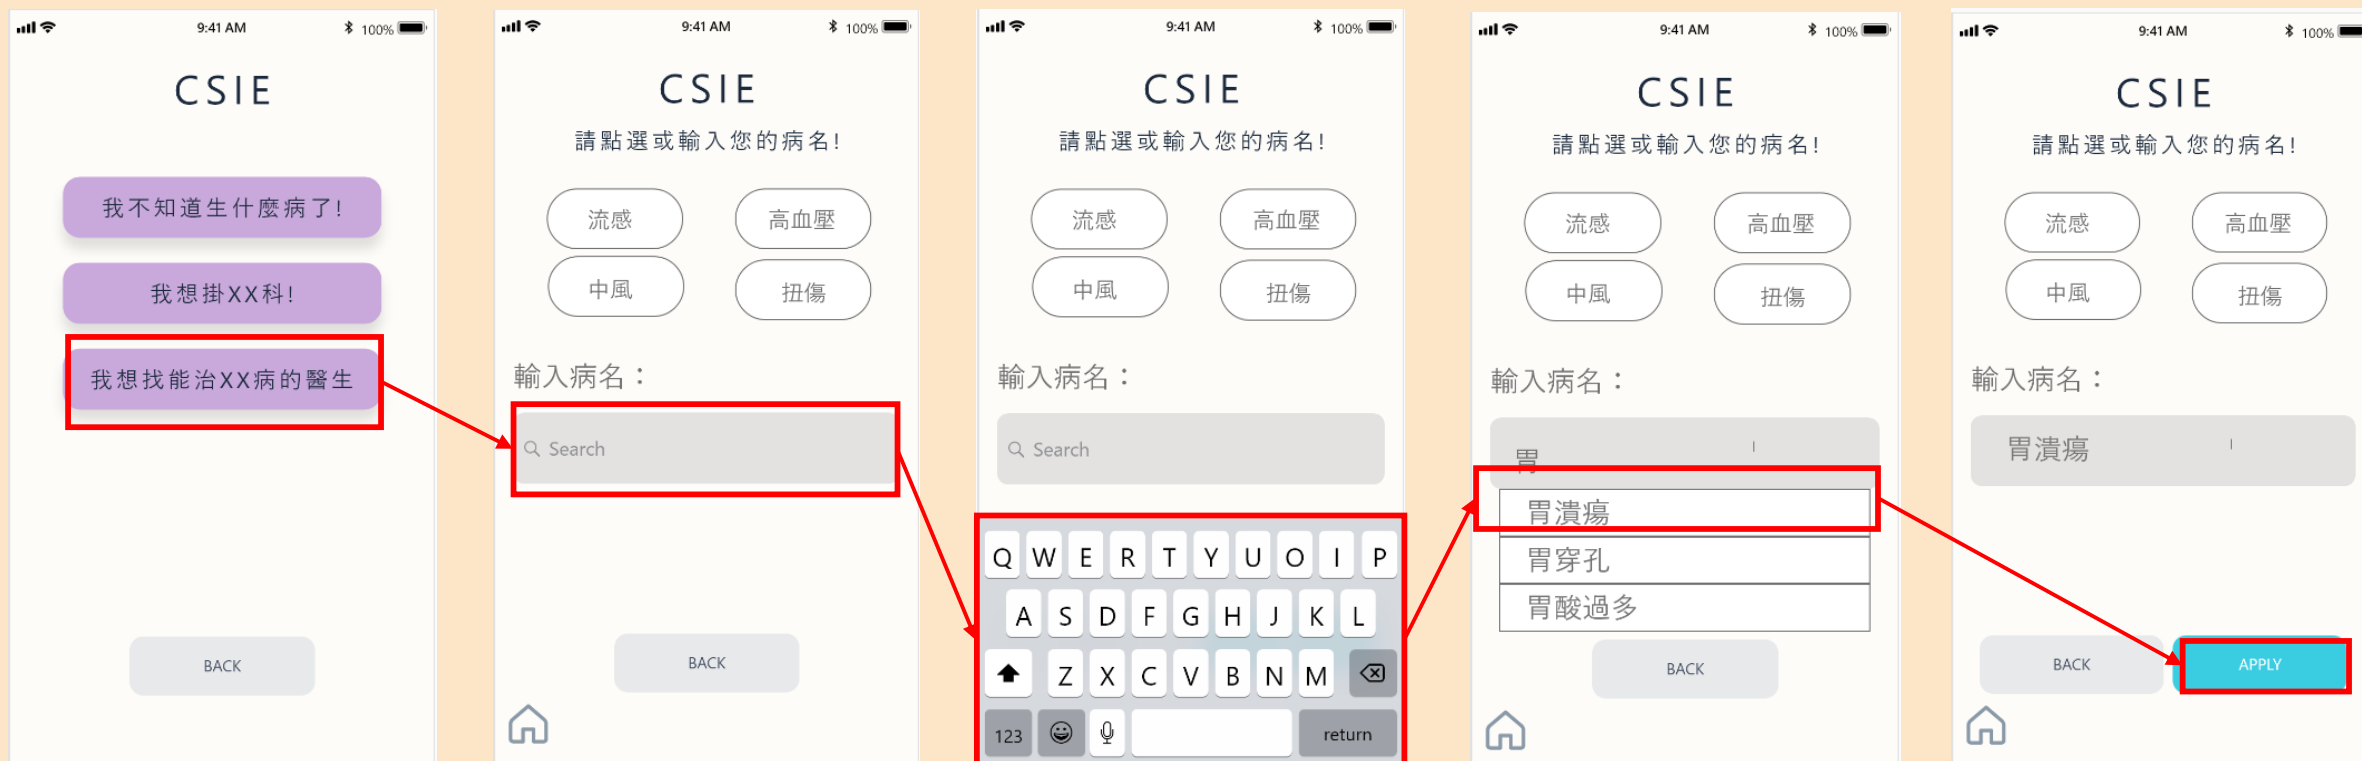 9:41 AM
100%
CSIE
我不知道生什麼病了!
我想掛XX科!
我想找能治XX病的醫生
BACK
9:41 AM
100%
CSIE
請點選或輸入您的病名!
流感
高血壓
中風
扭傷
輸入病名：
Search
BACK
9:41 AM
100%
CSIE
請點選或輸入您的病名!
流感
高血壓
中風
扭傷
輸入病名：
Search
Q W E R T Y U O I P
A S D F G H J K L
Z X C V B N M
123
return
9:41 AM
100%
CSIE
請點選或輸入您的病名!
流感
高血壓
中風
扭傷
輸入病名：
胃
胃潰瘍
胃穿孔
胃酸過多
BACK
9:41 AM
100%
CSIE
請點選或輸入您的病名!
流感
高血壓
中風
扭傷
輸入病名：
胃潰瘍
BACK
APPLY